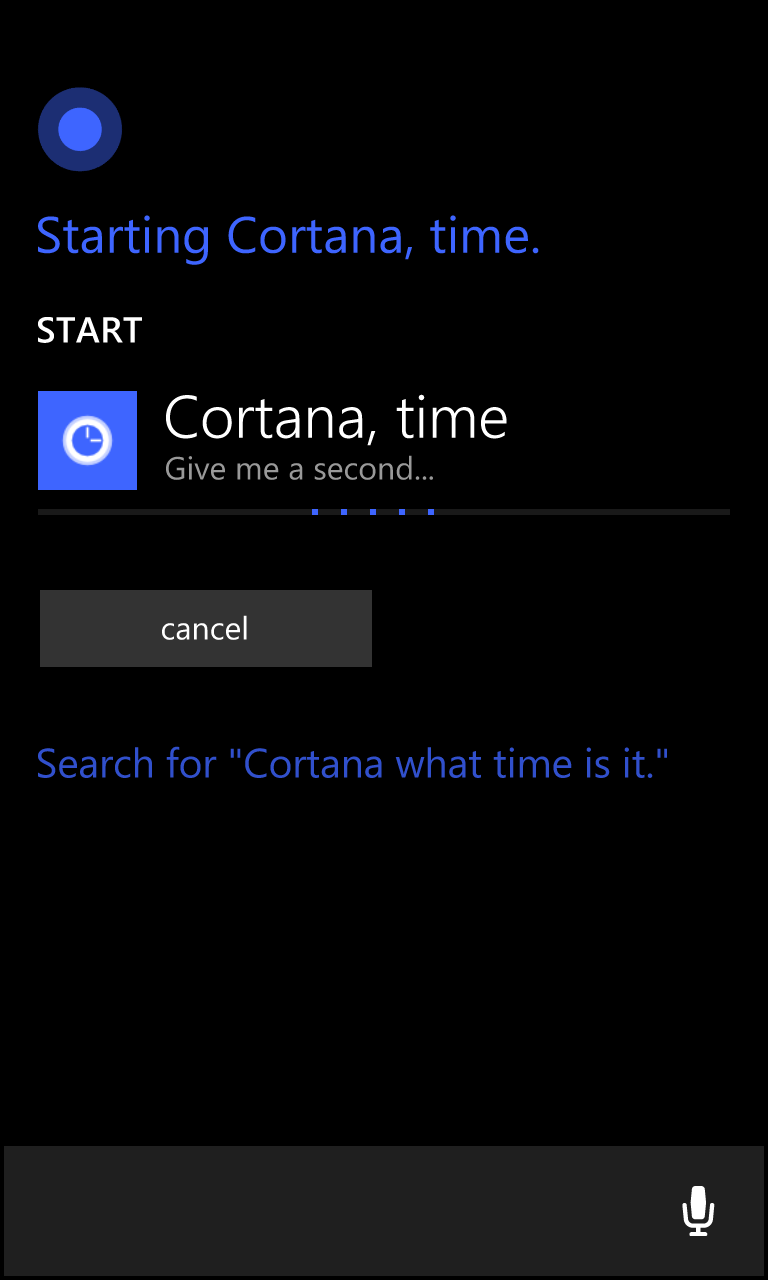 Starting Cortana, time.
START
Cortana, time
Give me a second...
cancel
Search for "Cortana what time is it."